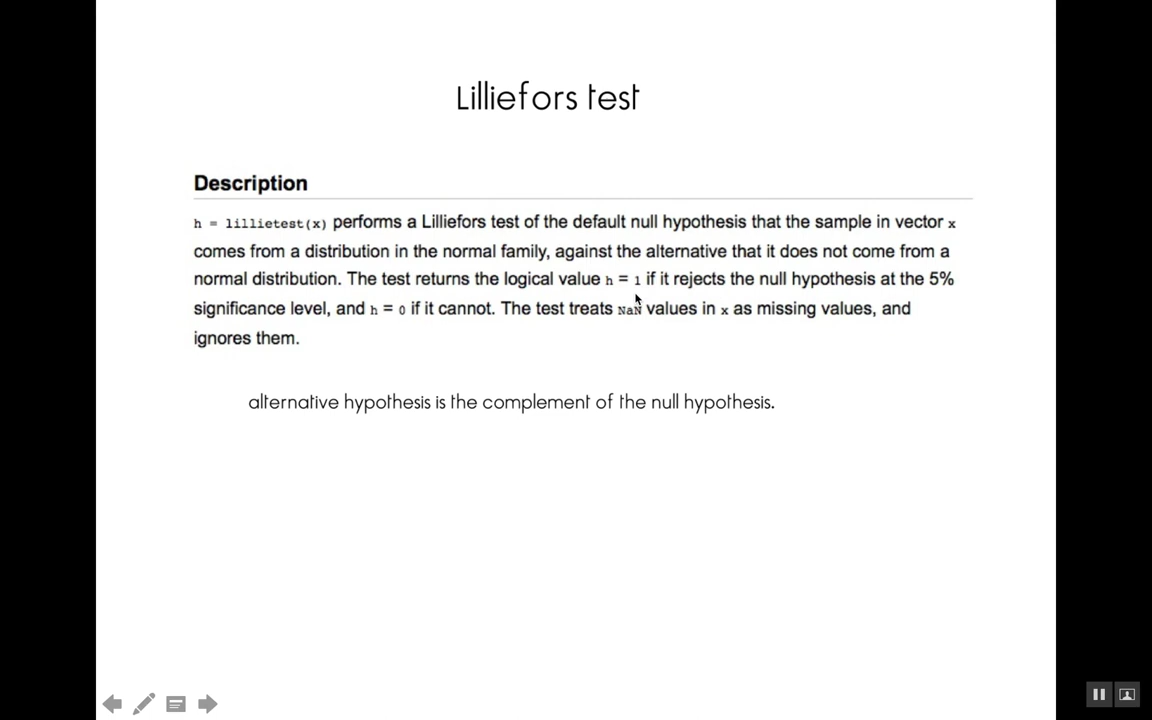 Lilliefors test
Description
h = lillietest(x) performs a Lilliefors test of the default null hypothesis that the sample in vector x
comes from a distribution in the normal family, against the alternative that it does not come from a
normal distribution. The test returns the logical value h = 1 if it rejects the null hypothesis at the 5%
significance level, and h = 0 if it cannot. The test treats NaN values in x as missing values, and
ignores them.
alternative hypothesis is the complement of the null hypothesis.